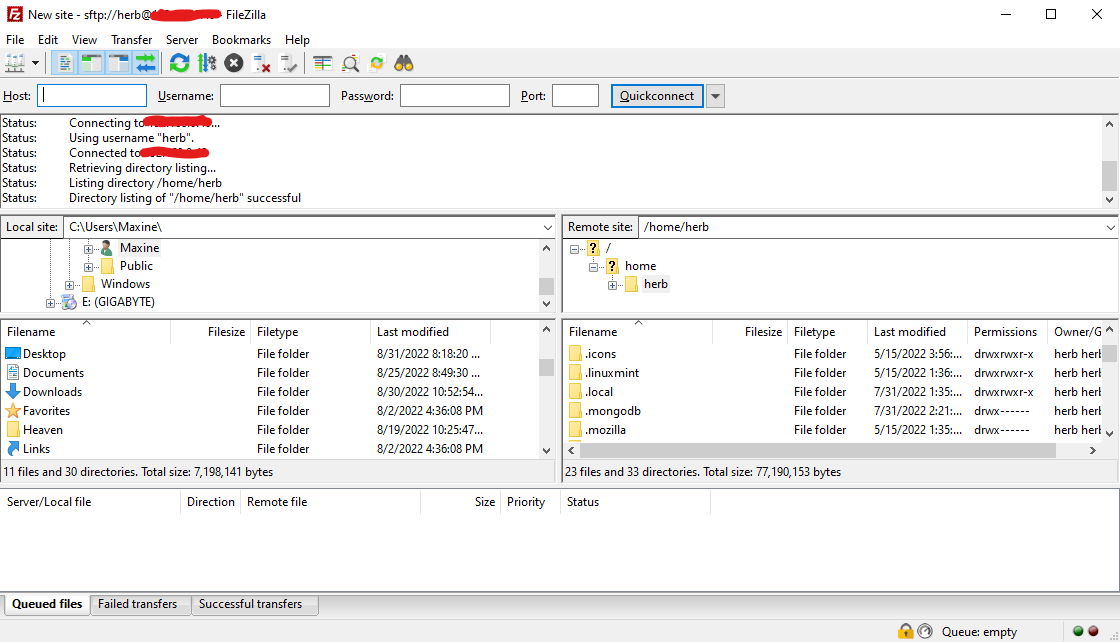 New site - sftp://herb@ - FileZilla
File Edit View Transfer Server Bookmarks Help
Host: Username: Password: Port: Quickconnect
Status: Connecting to ...
Status: Using username "herb".
Status: Connected to
Status: Retrieving directory listing...
Status: Listing directory /home/herb
Status: Directory listing of "/home/herb" successful
Local site: C:\Users\Maxine\
Maxine
Public
Windows
E: (GIGABYTE)
Remote site: /home/herb
/
home
herb
Filename Filesize Filetype Last modified
Desktop File folder 8/31/2022 8:18:20 ...
Documents File folder 8/25/2022 8:49:30 ...
Downloads File folder 8/30/2022 10:52:54...
Favorites File folder 8/2/2022 4:36:08 PM
Heaven File folder 8/19/2022 10:25:47...
Links File folder 8/2/2022 4:36:08 PM
11 files and 30 directories. Total size: 7,198,141 bytes
Filename Filesize Filetype Last modified Permissions Owner/G
.icons File folder 5/15/2022 3:56:... drwxrwxr-x herb herb
.linuxmint File folder 5/15/2022 1:36:... drwxrwxr-x herb herb
.local File folder 7/31/2022 1:35:... drwxrwxr-x herb herb
.mongodb File folder 7/31/2022 2:21:... drwx------ herb herb
.mozilla File folder 5/15/2022 1:35:... drwx------ herb herb
23 files and 33 directories. Total size: 77,190,153 bytes
Server/Local file Direction Remote file Size Priority Status
Queued files Failed transfers Successful transfers
Queue: empty